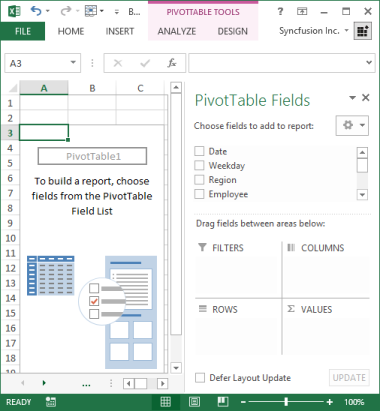 B... PIVOTTABLE TOOLS ?
FILE HOME INSERT ANALYZE DESIGN Syncfusion Inc.
A3 fx
A B C
1
2
3
4
5
6
7
8
9
10
11
12
13
14
15
16
17
18
PivotTable1
To build a report, choose
fields from the PivotTable
Field List
PivotTable Fields
Choose fields to add to report:
Date
Weekday
Region
Employee
Drag fields between areas below:
FILTERS COLUMNS
ROWS Σ VALUES
Defer Layout Update UPDATE
...
READY 100%